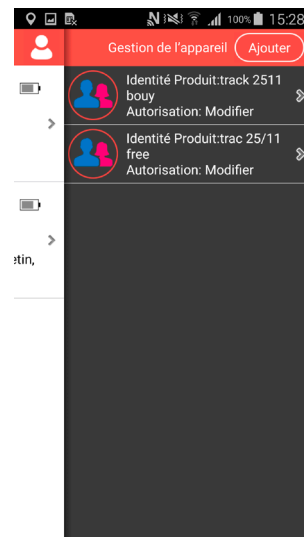 100% 15:28
Gestion de l'appareil Ajouter
Identité Produit:track 2511
bouy
Autorisation: Modifier
Identité Produit:trac 25/11
free
Autorisation: Modifier
etin,